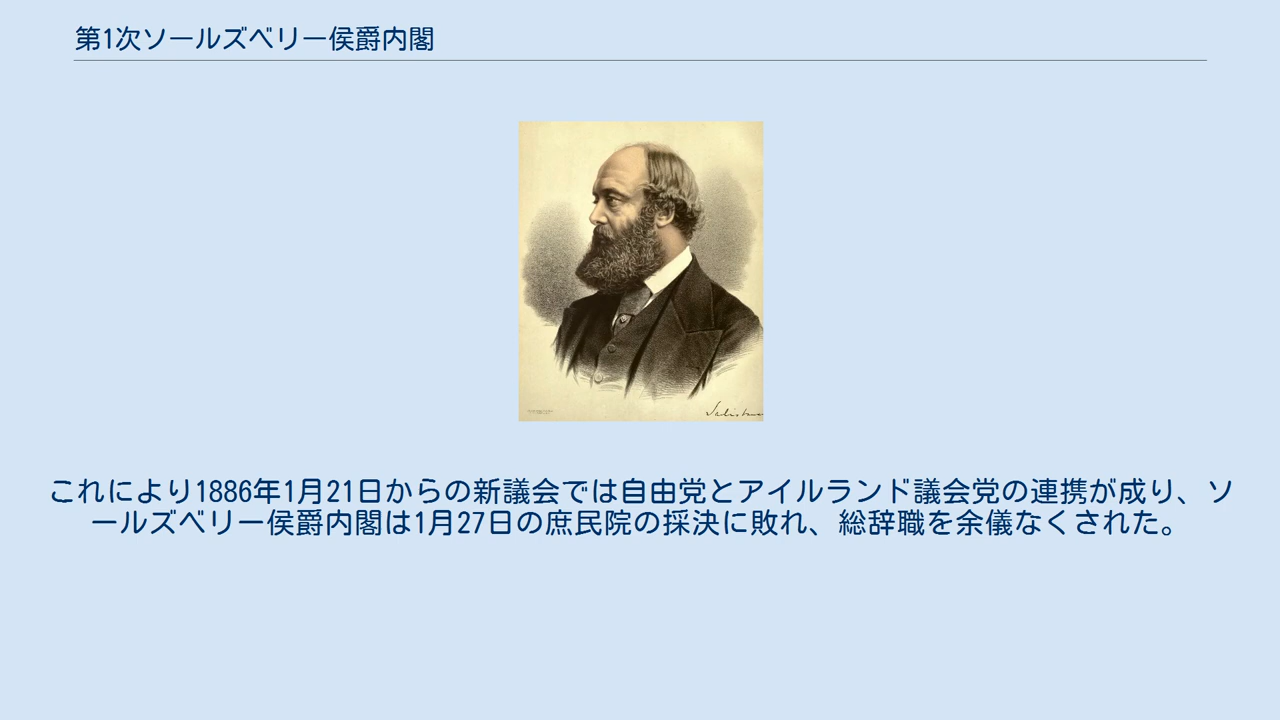 第1次ソールズベリー侯爵内閣
Salisbury
これにより1886年1月21日からの新議会では自由党とアイルランド議会党の連携が成り、ソ
ールズベリー侯爵内閣は1月27日の庶民院の採決に敗れ、総辞職を余儀なくされた。